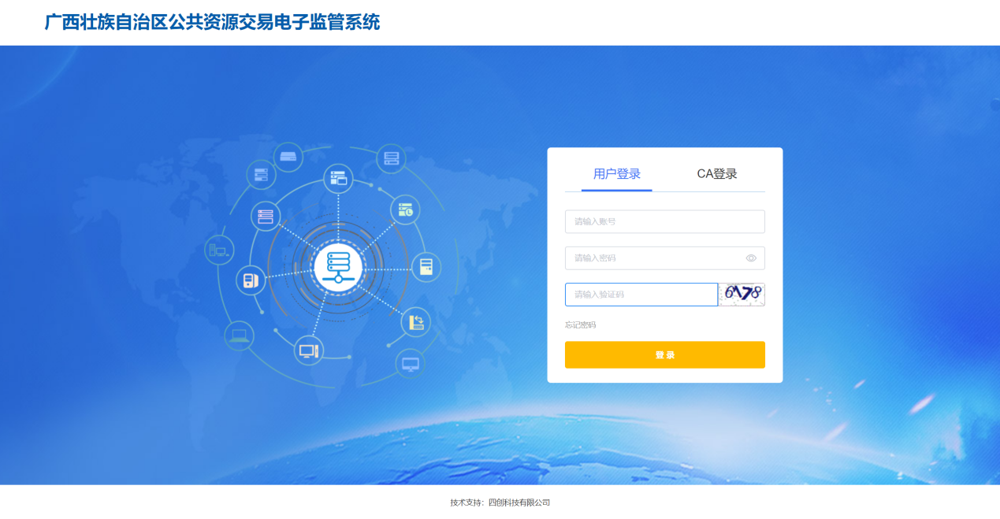 广西壮族自治区公共资源交易电子监管系统
用户登录 CA登录
请输入账号
请输入密码
请输入验证码
忘记密码
登 录
技术支持：四创科技有限公司